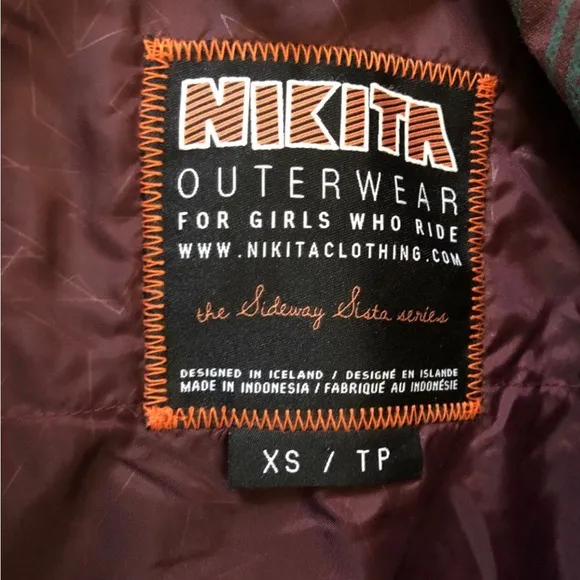 NIKITA
OUTERWEAR
FOR GIRLS WHO RIDE
WWW.NIKITACLOTHING.COM
the Sideway Sista series
DESIGNED IN ICELAND / DESIGNÉ EN ISLANDE
MADE IN INDONESIA / FABRIQUÉ AU INDONÉSIE
XS / TP